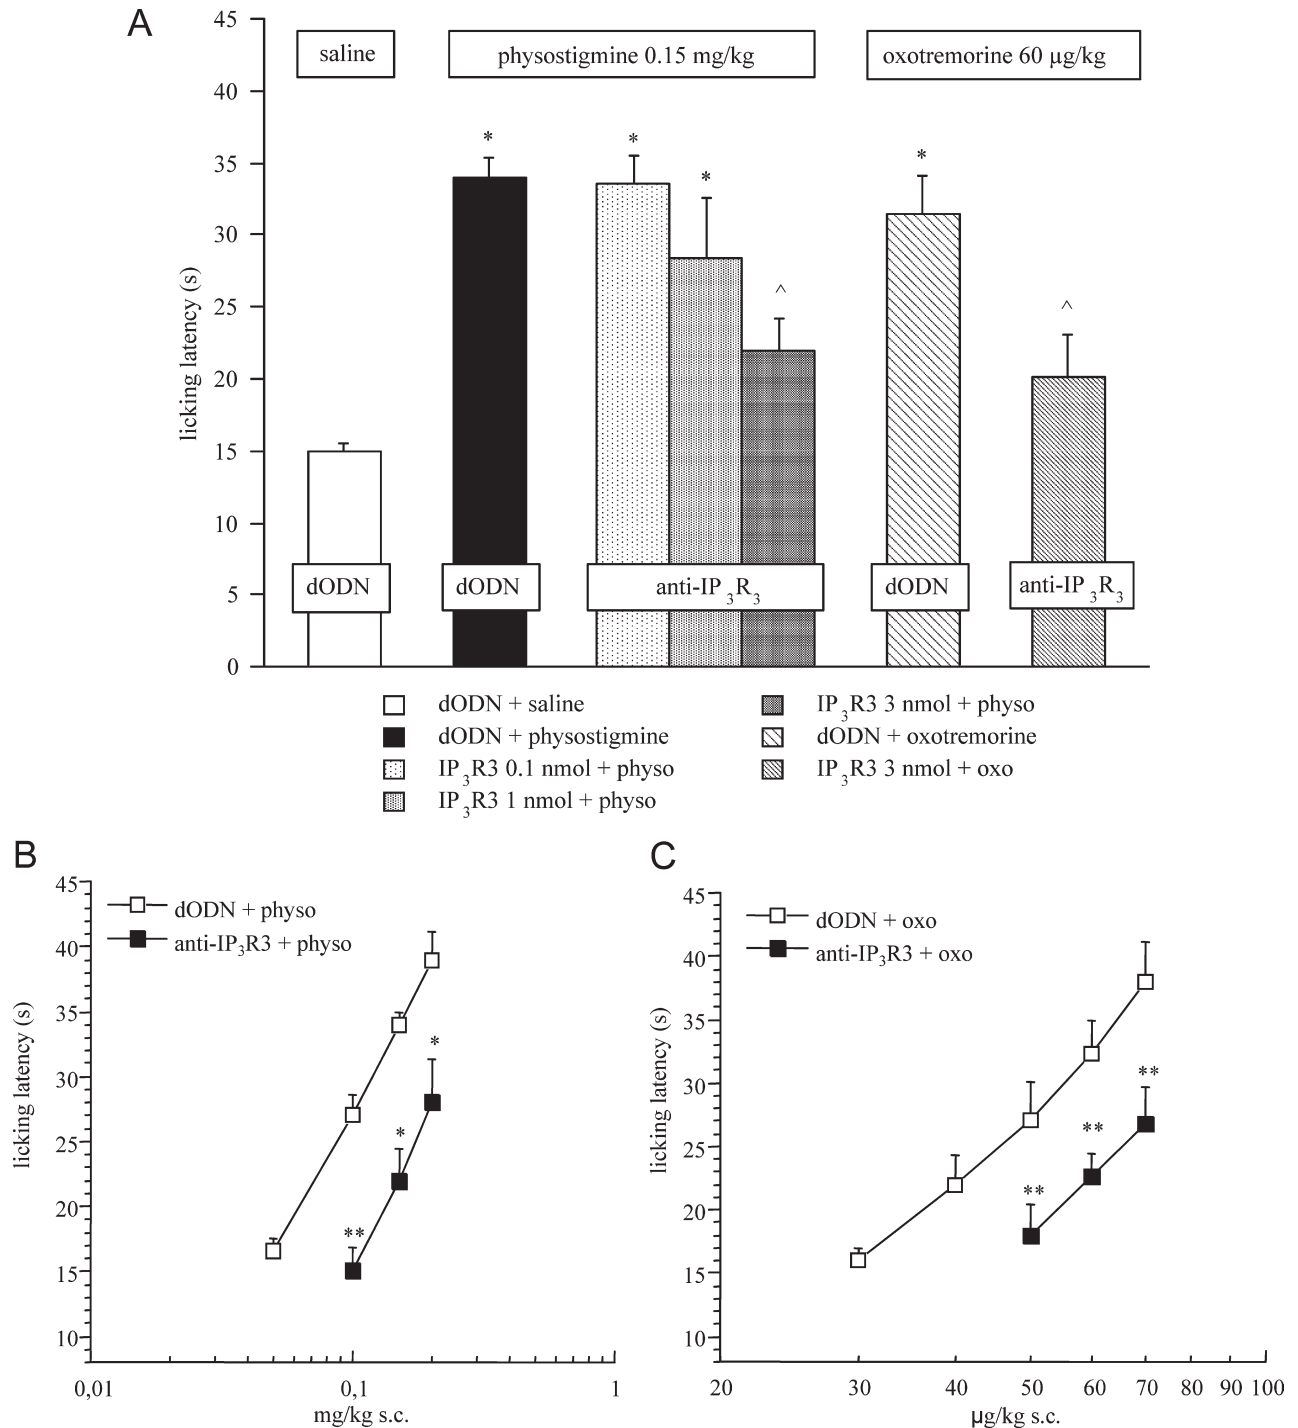 A
45
saline
physostigmine 0.15 mg/kg
oxotremorine 60 µg/kg
40
*
*
*
*
35
30
^
^
25
licking latency (s)
20
15
10
dODN
dODN
anti-IP3R3
dODN
anti-IP3R3
5
0
dODN + saline
IP3R3 3 nmol + physo
dODN + physostigmine
dODN + oxotremorine
IP3R3 0.1 nmol + physo
IP3R3 3 nmol + oxo
IP3R3 1 nmol + physo
B
45
dODN + physo
anti-IP3R3 + physo
40
35
*
30
*
25
20
**
15
10
licking latency (s)
0,01
0,1
1
mg/kg s.c.
C
45
dODN + oxo
anti-IP3R3 + oxo
40
35
**
30
**
25
**
20
15
10
licking latency (s)
20
30
40
50
60
70
80
90
100
µg/kg s.c.